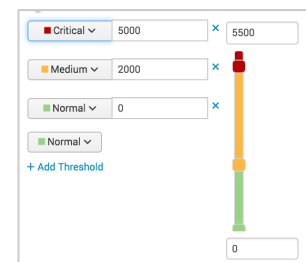 Critical 5000 5500
Medium 2000
Normal 0
Normal
+ Add Threshold
0